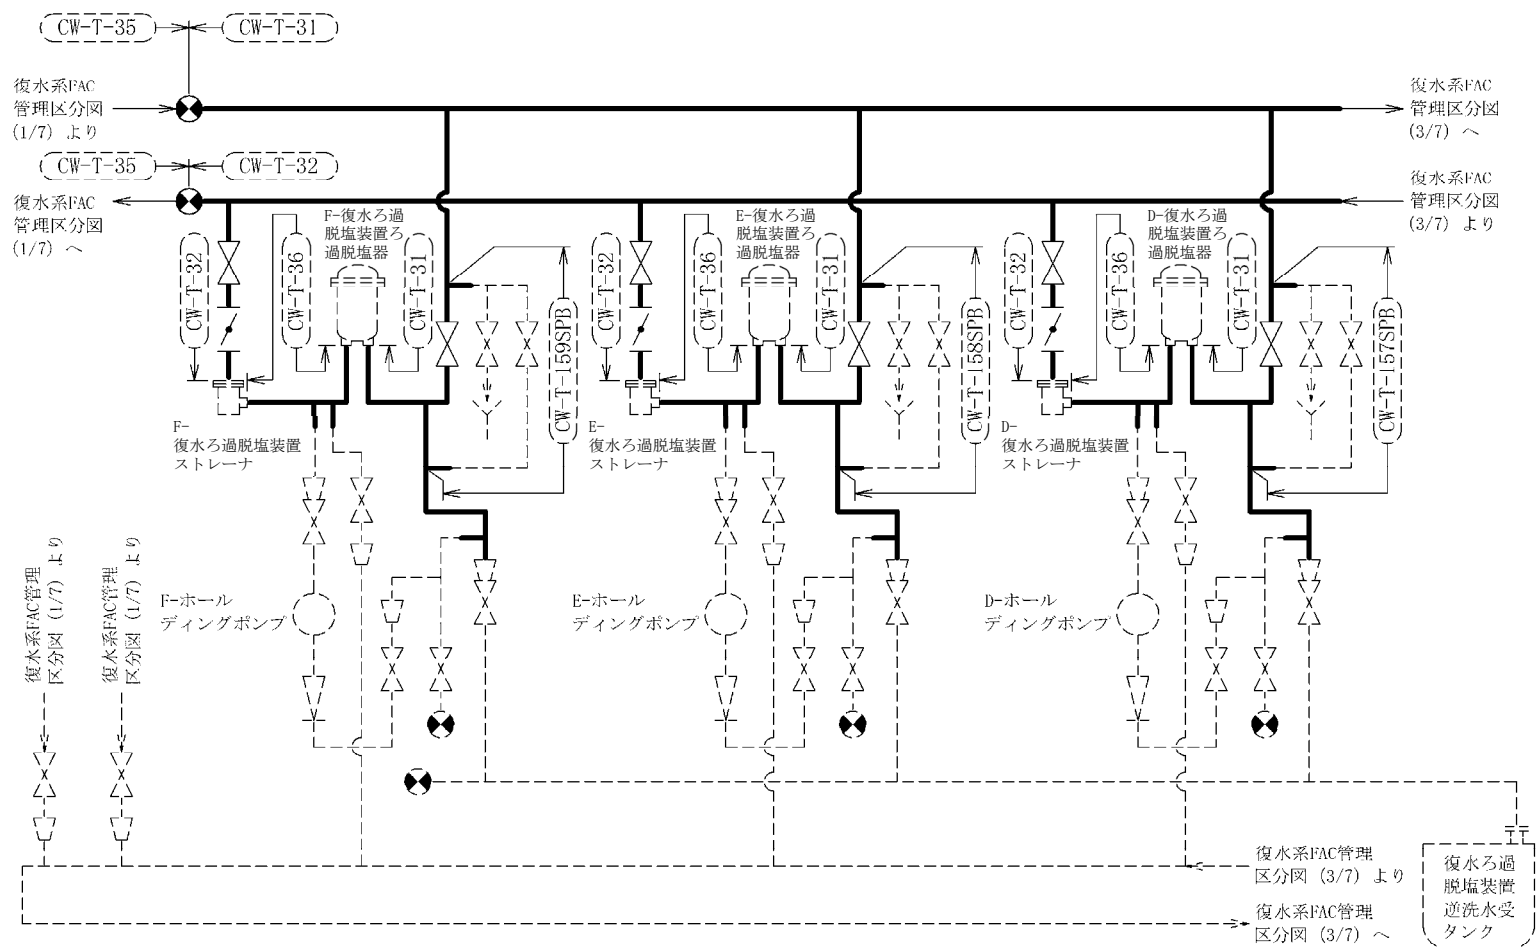 CW-T-35
CW-T-31
復水系FAC
管理区分図
(1/7) より
復水系FAC
管理区分図
(3/7) へ
CW-T-35
CW-T-32
復水系FAC
管理区分図
(1/7) へ
復水系FAC
管理区分図
(3/7) より
F-復水ろ過
脱塩装置ろ
過脱塩器
CW-T-32
CW-T-36
CW-T-31
CW-T-159SPB
F-
復水ろ過脱塩装置
ストレーナ
E-復水ろ過
脱塩装置ろ
過脱塩器
CW-T-32
CW-T-36
CW-T-31
CW-T-158SPB
E-
復水ろ過脱塩装置
ストレーナ
D-復水ろ過
脱塩装置ろ
過脱塩器
CW-T-32
CW-T-36
CW-T-31
CW-T-157SPB
D-
復水ろ過脱塩装置
ストレーナ
復水系FAC管理
区分図 (1/7) より
復水系FAC管理
区分図 (1/7) より
F-ホール
ディングポンプ
E-ホール
ディングポンプ
D-ホール
ディングポンプ
復水系FAC管理
区分図 (3/7) より
復水系FAC管理
区分図 (3/7) へ
復水ろ過
脱塩装置
逆洗水受
タンク